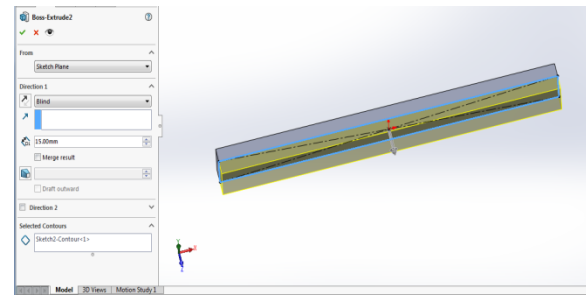 Boss-Extrude2
From
Sketch Plane
Direction 1
Blind
15.00mm
Merge result
Draft outward
Direction 2
Selected Contours
Sketch2-Contour<1>
Model 3D Views Motion Study 1